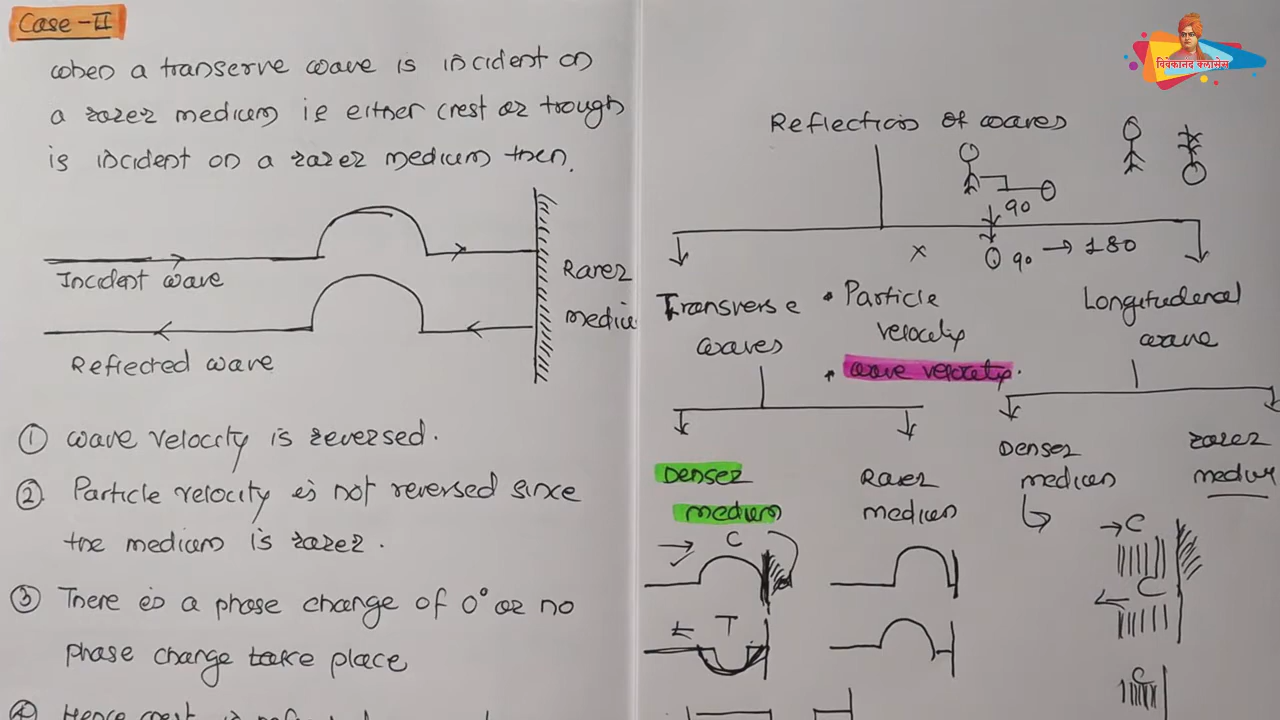 Case-II
when a transerve wave is incident on
a rarer medium ie either crest or trough
is incident on a rarer medium then.
Incident wave
Rarer
medium
Reflected wave
① wave velocity is reversed.
② Particle velocity is not reversed since
the medium is rarer.
③ There is a phase change of 0° or no
phase change take place
④ Hence crest is
विवेकानंद क्लासेस
Reflection of waves
90
x
90 → 180
Transverse
waves
• Particle
velocity
• wave velocity.
Longitudenal
wave
Denser
medium
Rarer
medium
Denser
medium
rarer
medium
C
T
C
C
C